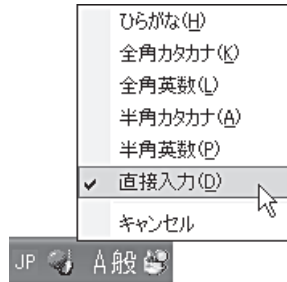 ひらがな(H)
全角カタカナ(K)
全角英数(L)
半角カタカナ(A)
半角英数(P)
直接入力(D)
キャンセル
JP A般